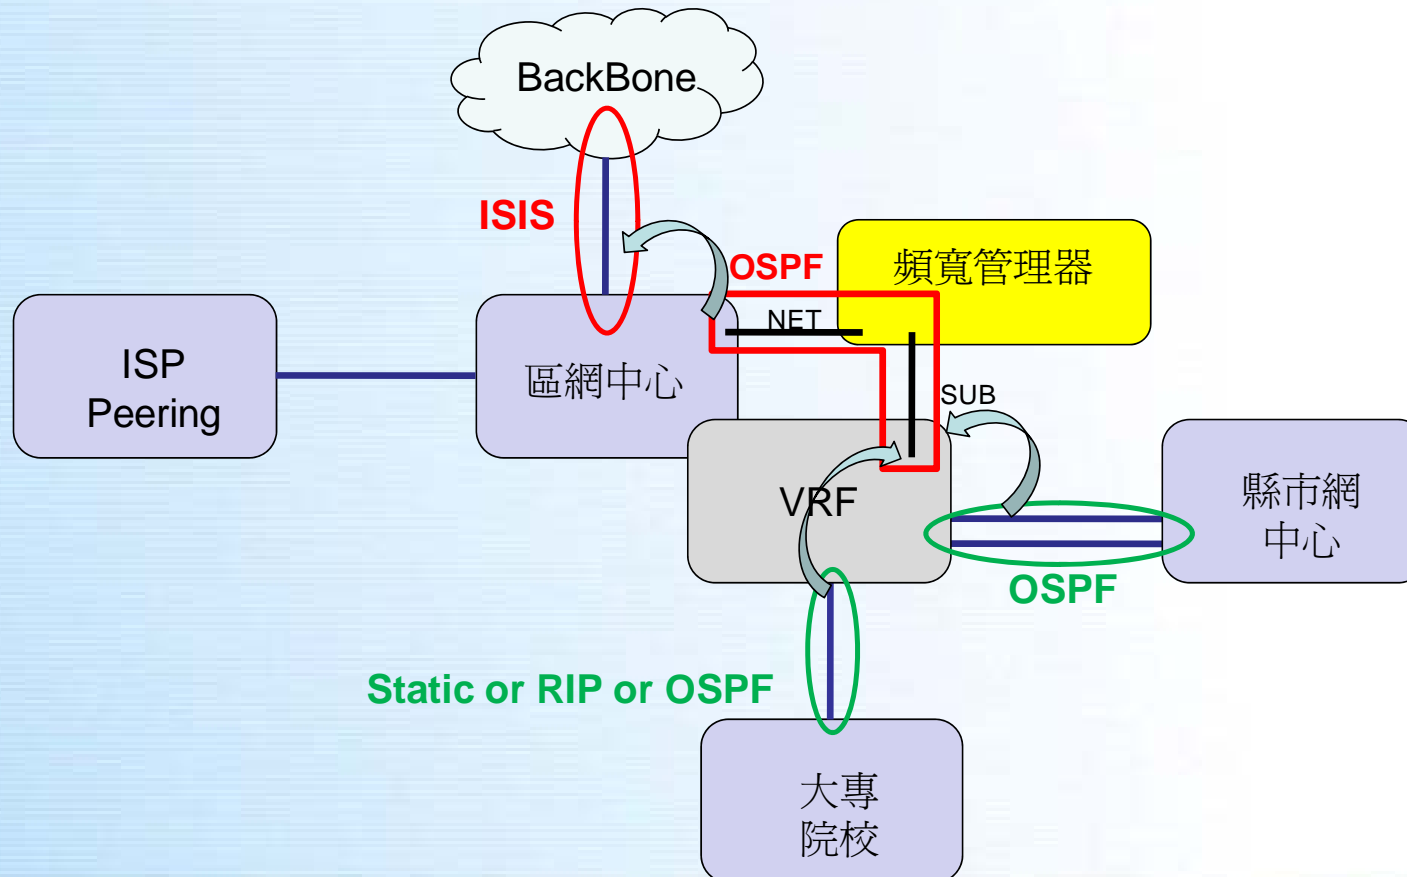 BackBone
ISIS
OSPF
頻寬管理器
NET
ISP
Peering
區網中心
SUB
VRF
縣市網
中心
OSPF
Static or RIP or OSPF
大專
院校